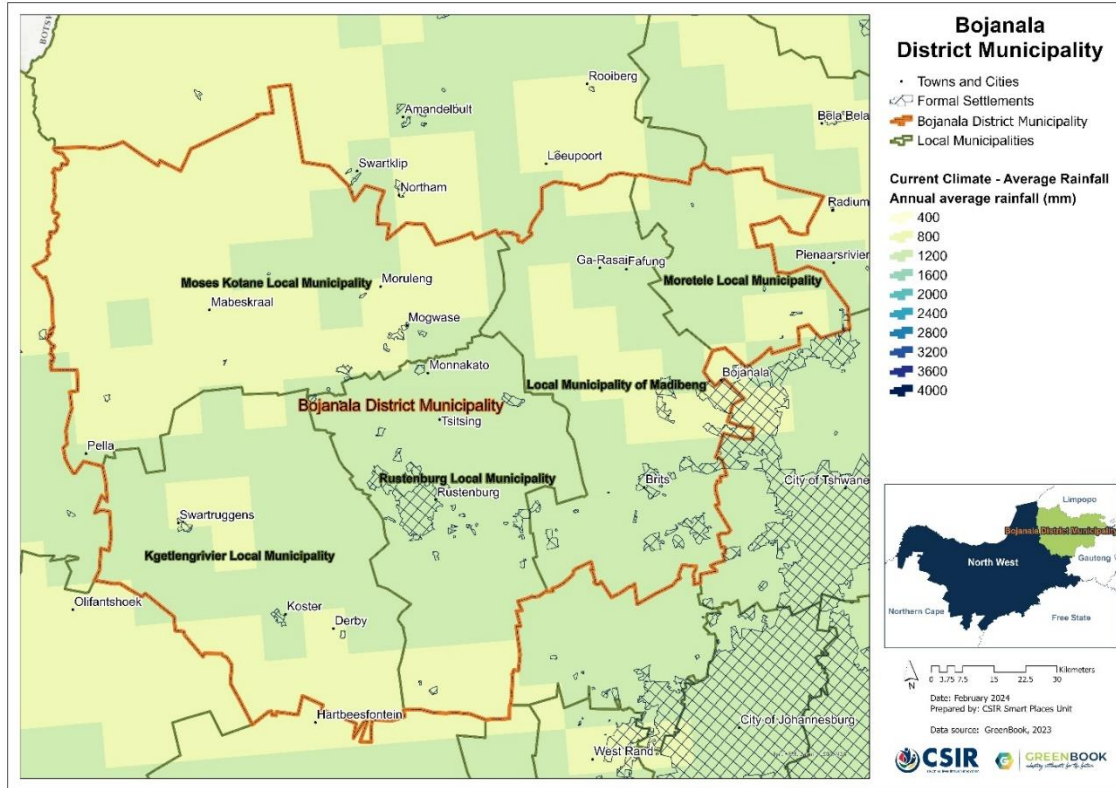 Bojanala
District Municipality
Towns and Cities
Formal Settlements
Bojanala District Municipality
Local Municipalities
Current Climate - Average Rainfall
Annual average rainfall (mm)
400
800
1200
1600
2000
2400
2800
3200
3600
4000
Rooiberg
Amandelbult
Bela Bela
Leeupoort
Swartklip
Northam
Radium
Pienaarsrivier
Ga-Rasai
Fafung
Moses Kotane Local Municipality
Moruleng
Moretele Local Municipality
Mabeskraal
Mogwase
Monnakato
Bojanala
Local Municipality of Madibeng
Bojanala District Municipality
Tsitsing
Pella
Rustenburg Local Municipality
Brits
City of Tshwane
Rustenburg
Swartruggens
Kgetlengrivier Local Municipality
Olifantshoek
Koster
Derby
Hartbeesfontein
City of Johannesburg
West Rand
Limpopo
Bojanala District Municipality
North West
Gauteng
Northern Cape
Free State
N
Kilometers
0 3.75 7.5 15 22.5 30
Date: February 2024
Prepared by: CSIR Smart Places Unit
Data source: GreenBook, 2023
CSIR
GREENBOOK